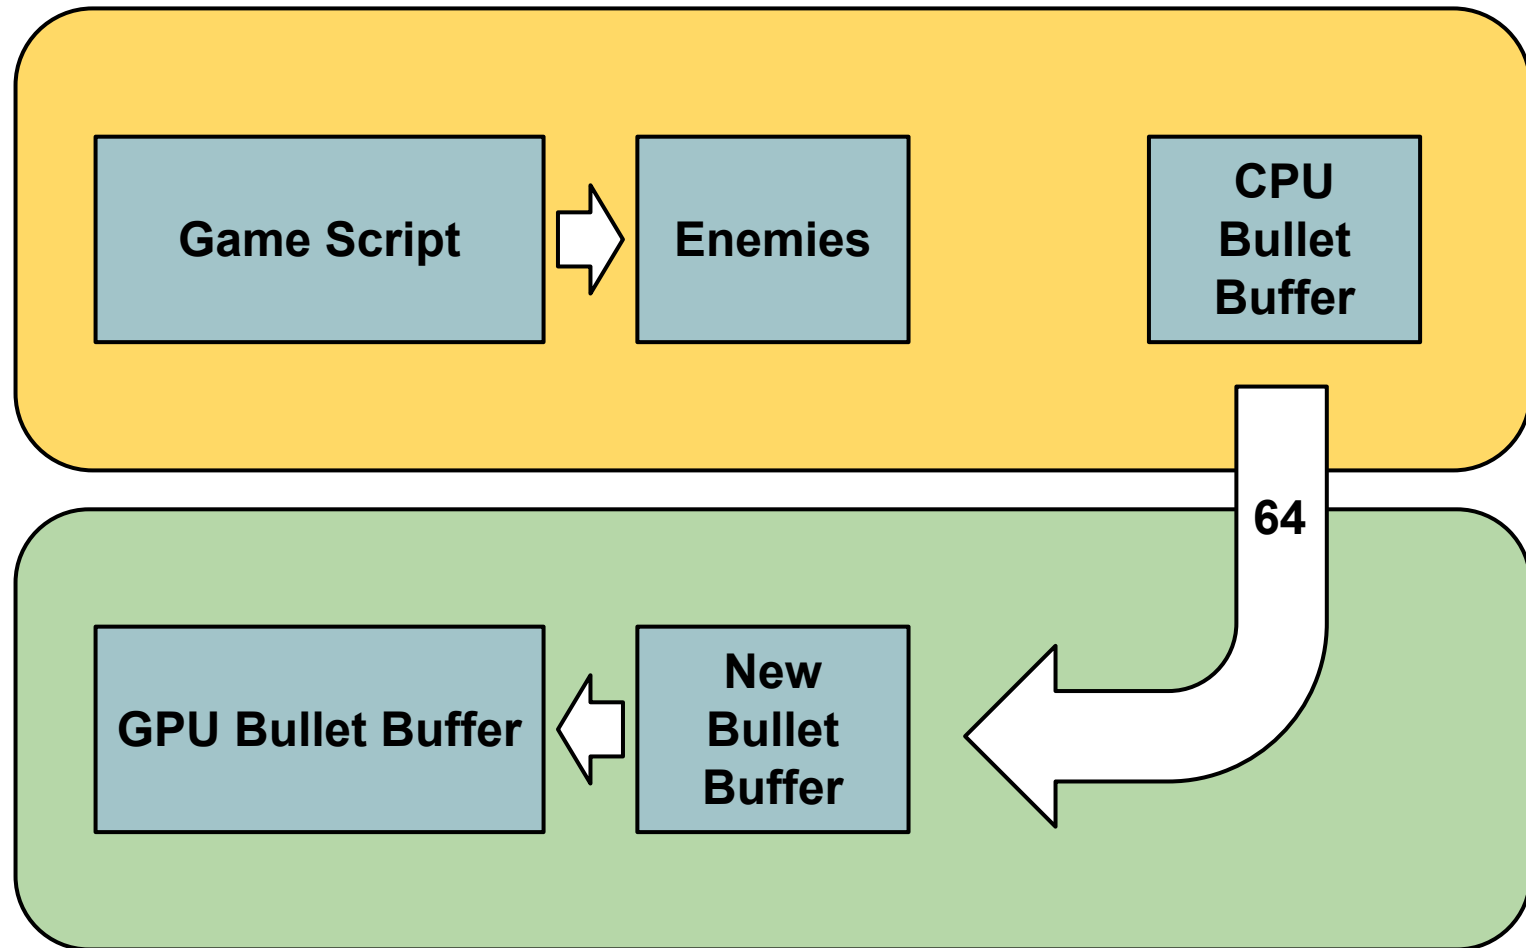 Game Script
Enemies
CPU
Bullet
Buffer
64
GPU Bullet Buffer
New
Bullet
Buffer